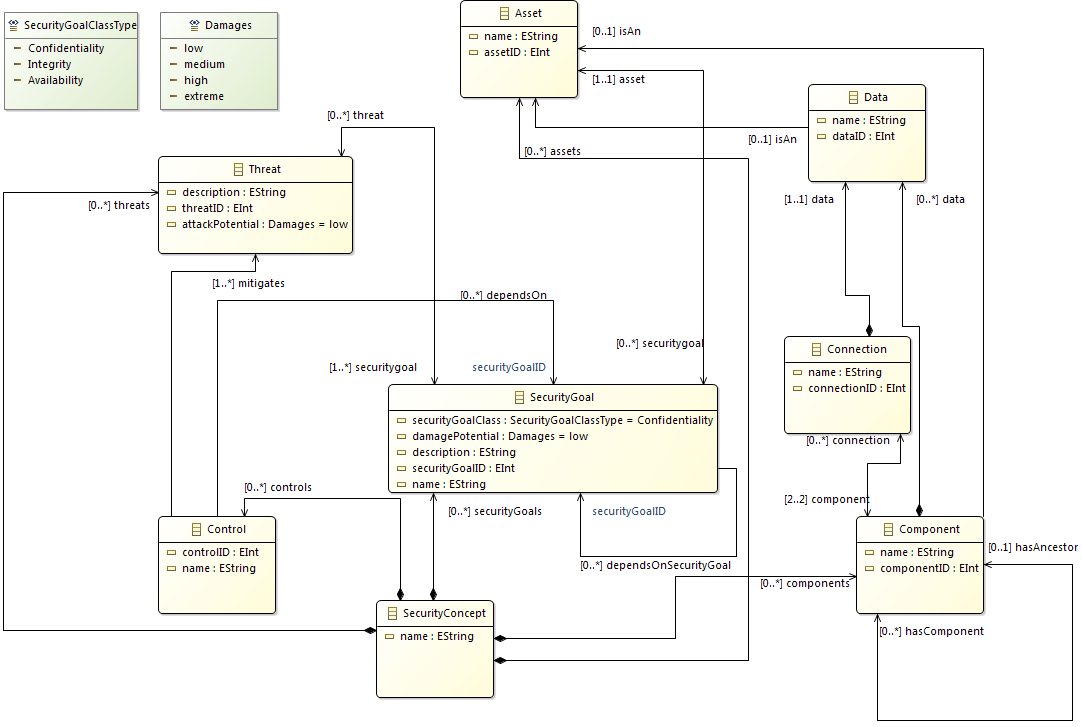 SecurityGoalClassType
Confidentiality
Integrity
Availability
Damages
low
medium
high
extreme
Asset
name : EString
assetID : EInt
[0..1] isAn
[1..1] asset
Data
name : EString
dataID : EInt
[0..1] isAn
[0..*] assets
[0..*] threat
Threat
description : EString
threatID : EInt
attackPotential : Damages = low
[0..*] threats
[1..1] data
[0..*] data
[1..*] mitigates
[0..*] dependsOn
[0..*] securitygoal
Connection
name : EString
connectionID : EInt
[1..*] securitygoal
securityGoalID
SecurityGoal
securityGoalClass : SecurityGoalClassType = Confidentiality
damagePotential : Damages = low
description : EString
securityGoalID : EInt
name : EString
[0..*] connection
[0..*] controls
[2..2] component
[0..*] securityGoals
securityGoalID
Control
controlID : EInt
name : EString
Component
name : EString
componentID : EInt
[0..1] hasAncestor
[0..*] dependsOnSecurityGoal
[0..*] components
SecurityConcept
name : EString
[0..*] hasComponent